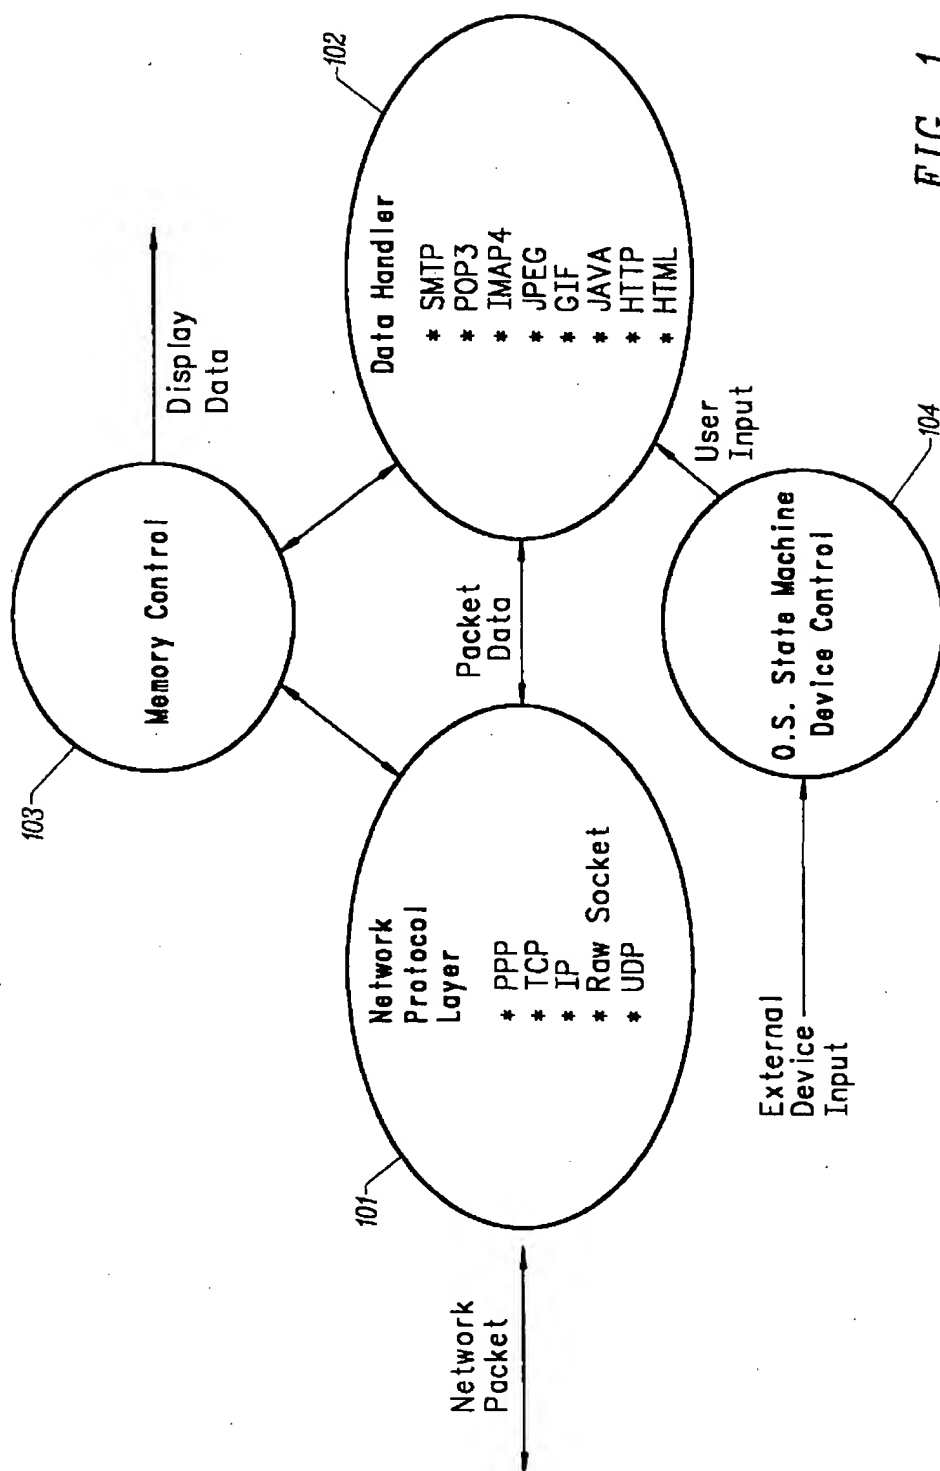 103
Memory Control
Display
Data
101
Network
Protocol
Layer
* PPP
* TCP
* IP
* Raw Socket
* UDP
Network
Packet
Packet
Data
102
Data Handler
* SMTP
* POP3
* IMAP4
* JPEG
* GIF
* JAVA
* HTTP
* HTML
User
Input
External
Device
Input
O.S. State Machine
Device Control
104
FIG. 1